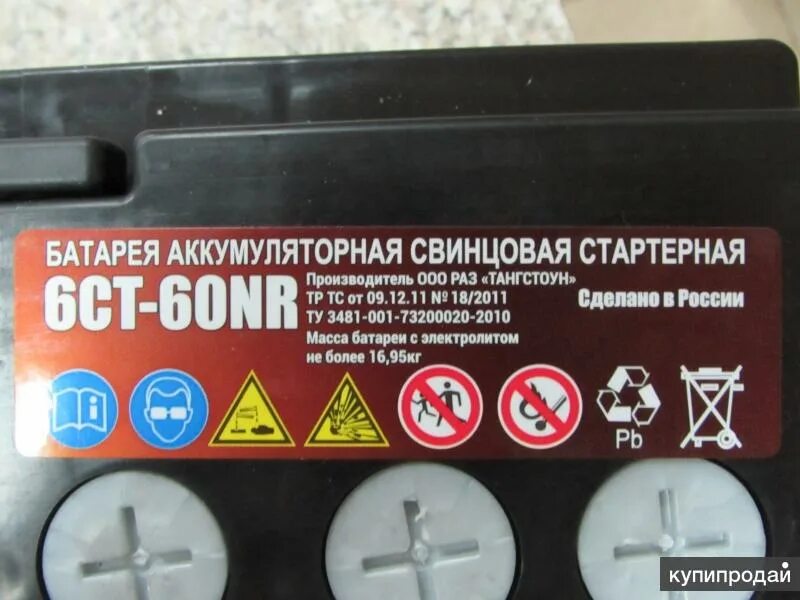 БАТАРЕЯ АККУМУЛЯТОРНАЯ СВИНЦОВАЯ СТАРТЕРНАЯ
6СТ-60NR
Производитель ООО РАЗ «ТАНГСТОУН»
ТР ТС от 09.12.11 № 18/2011
ТУ 3481-001-73200020-2010
Масса батареи с электролитом
не более 16,95кг
Сделано в России
Pb
купипродай